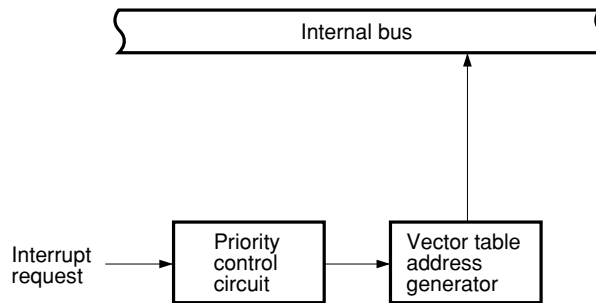 Internal bus
Interrupt
request
Priority
control
circuit
Vector table
address
generator